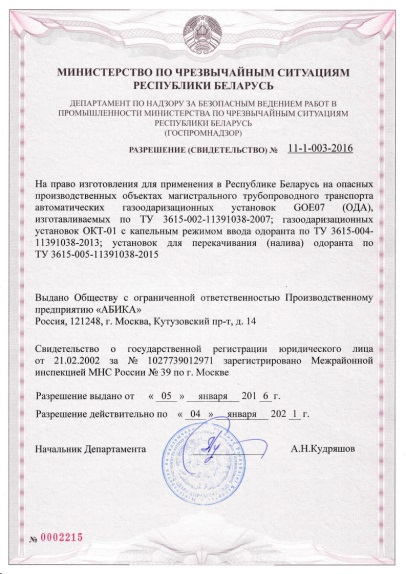 МИНИСТЕРСТВО ПО ЧРЕЗВЫЧАЙНЫМ СИТУАЦИЯМ
РЕСПУБЛИКИ БЕЛАРУСЬ
ДЕПАРТАМЕНТ ПО НАДЗОРУ ЗА БЕЗОПАСНЫМ ВЕДЕНИЕМ РАБОТ В
ПРОМЫШЛЕННОСТИ МИНИСТЕРСТВА ПО ЧРЕЗВЫЧАЙНЫМ СИТУАЦИЯМ
РЕСПУБЛИКИ БЕЛАРУСЬ
(ГОСПРОМНАДЗОР)
РАЗРЕШЕНИЕ (СВИДЕТЕЛЬСТВО) № 11-1-003-2016
На право изготовления для применения в Республике Беларусь на опасных
производственных объектах магистрального трубопроводного транспорта
автоматических газоодаризационных установок GOE07 (ОДА),
изготавливаемых по ТУ 3615-002-11391038-2007; газоодаризационных
установок ОКТ-01 с капельным режимом ввода одоранта по ТУ 3615-004-
11391038-2013; установок для перекачивания (налива) одоранта по
ТУ 3615-005-11391038-2015
Выдано Обществу с ограниченной ответственностью Производственному
предприятию «АБИКА»
Россия, 121248, г. Москва, Кутузовский пр-т, д. 14
Свидетельство о государственной регистрации юридического лица
от 21.02.2002 за № 1027739012971 зарегистрировано Межрайонной
инспекцией МНС России № 39 по г. Москве
Разрешение выдано от « 05 » января 201 6 г.
Разрешение действительно по « 04 » января 202 1 г.
Начальник Департамента А.Н.Кудряшов
№ 0002215